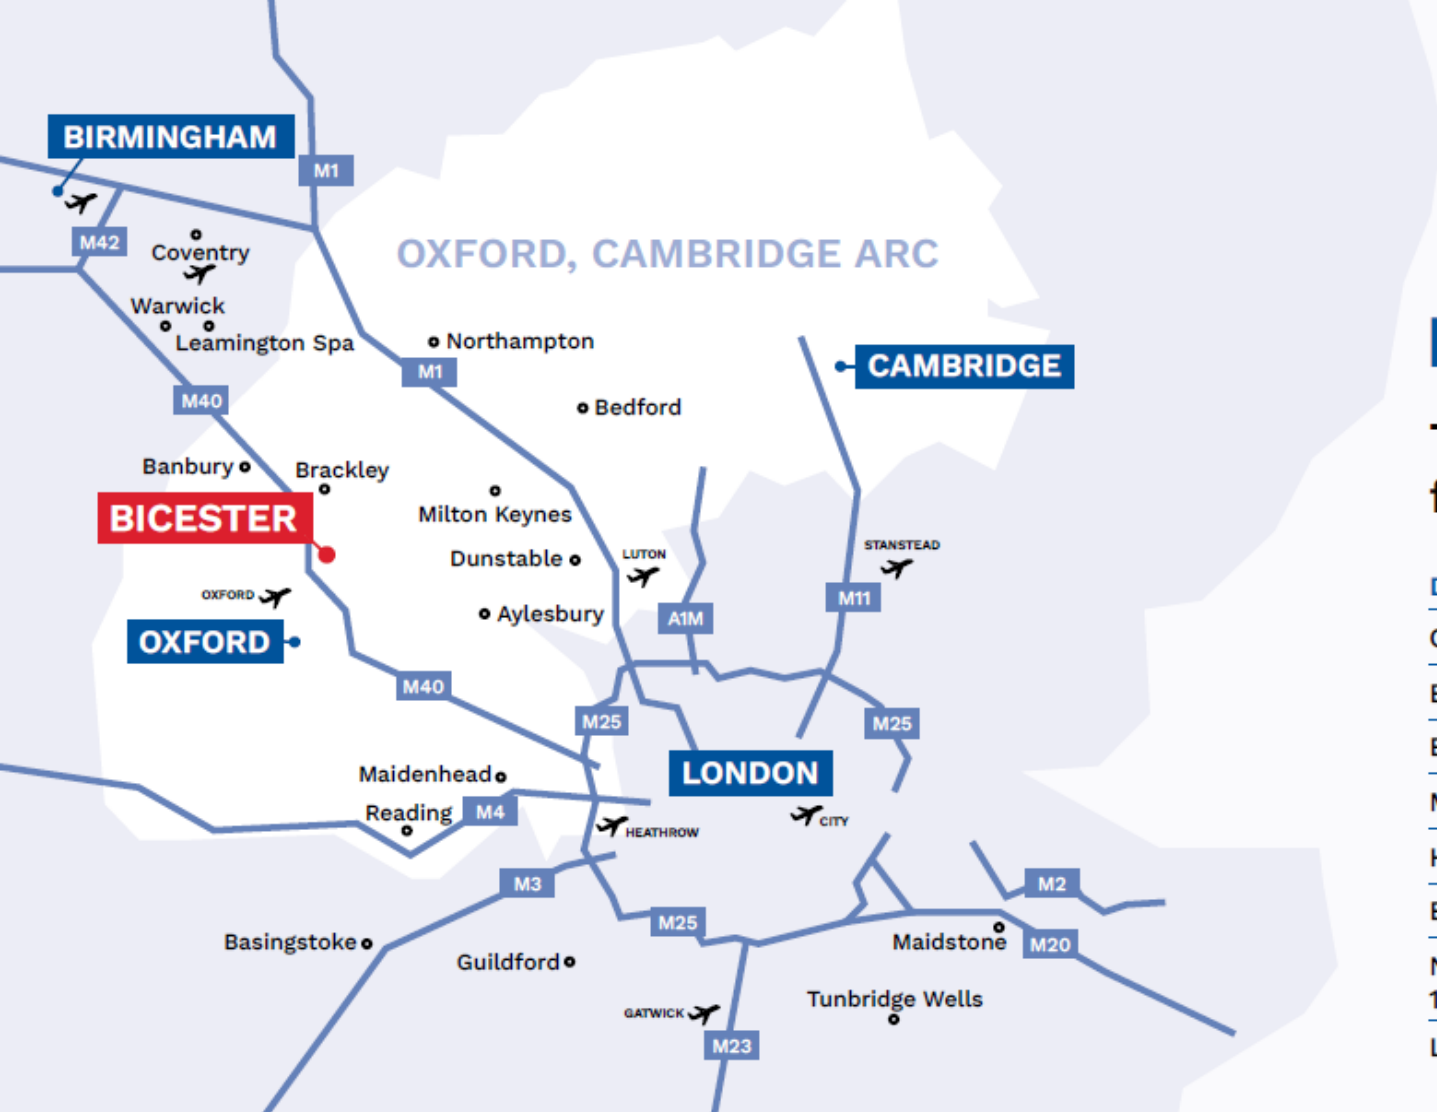 BIRMINGHAM
M1
M42
Coventry
OXFORD, CAMBRIDGE ARC
Warwick
Leamington Spa
Northampton
M1
CAMBRIDGE
M40
Bedford
Banbury
Brackley
BICESTER
Milton Keynes
STANSTEAD
Dunstable
LUTON
OXFORD
M11
Aylesbury
A1M
OXFORD
M40
M25
M25
LONDON
Maidenhead
Reading
M4
CITY
HEATHROW
M3
M2
M25
Basingstoke
Maidstone
M20
Guildford
Tunbridge Wells
GATWICK
M23